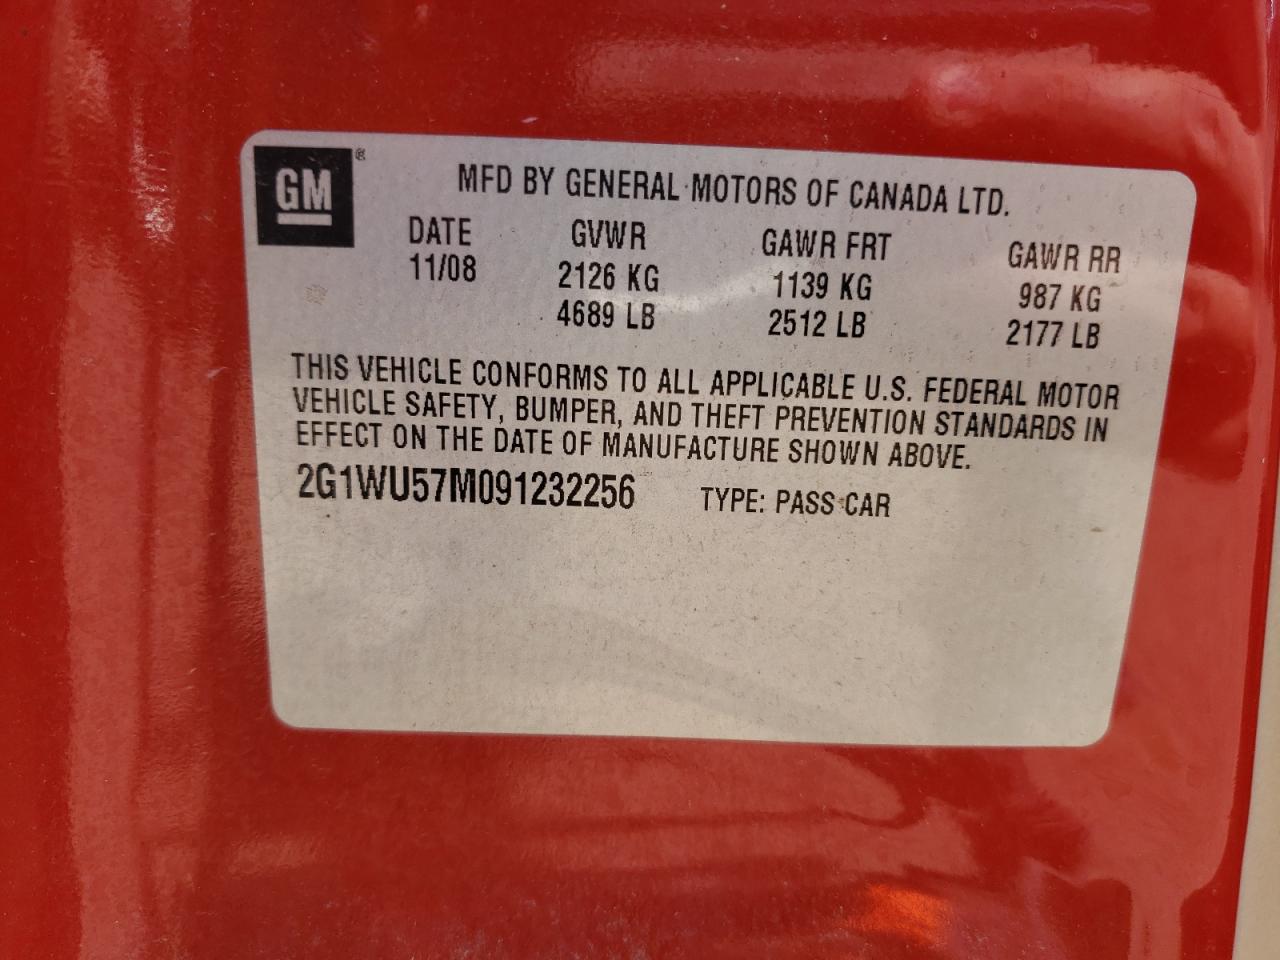 GM®
MFD BY GENERAL MOTORS OF CANADA LTD.
DATE GVWR GAWR FRT GAWR RR
11/08 2126 KG 1139 KG 987 KG
4689 LB 2512 LB 2177 LB
THIS VEHICLE CONFORMS TO ALL APPLICABLE U.S. FEDERAL MOTOR
VEHICLE SAFETY, BUMPER, AND THEFT PREVENTION STANDARDS IN
EFFECT ON THE DATE OF MANUFACTURE SHOWN ABOVE.
2G1WU57M091232256 TYPE: PASS CAR